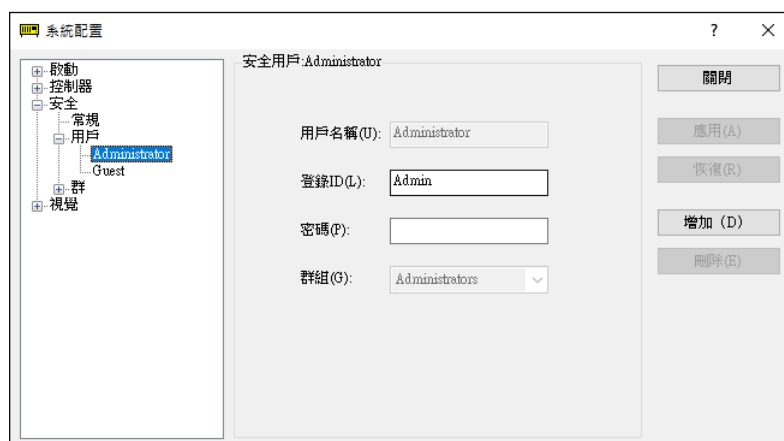 系統配置
? ×
啟動
控制器
安全
常規
用戶
Administrator
Guest
群
視覺
安全用戶:Administrator
用戶名稱(U): Administrator
登錄ID(L): Admin
密碼(P):
群組(G): Administrators
關閉
應用(A)
恢復(R)
增加（D）
刪除(E)